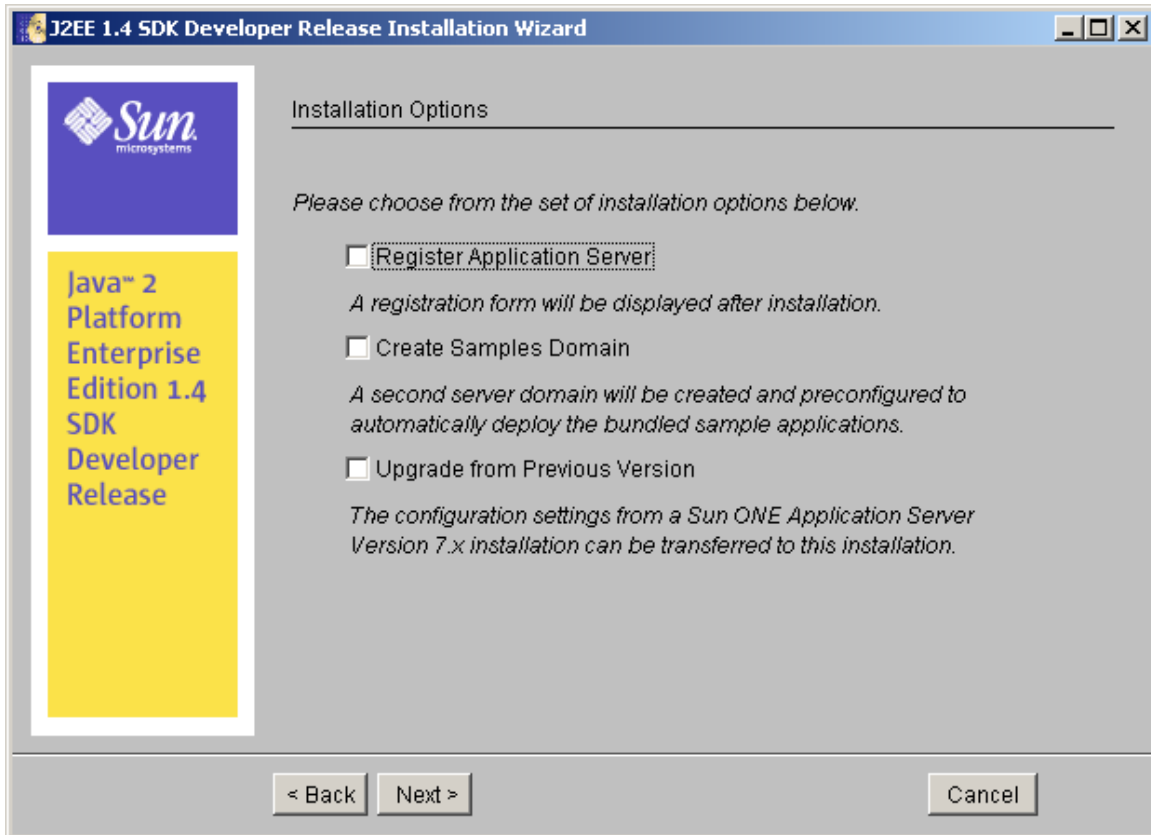 J2EE 1.4 SDK Developer Release Installation Wizard
Sun
microsystems
Java™ 2
Platform
Enterprise
Edition 1.4
SDK
Developer
Release
Installation Options
Please choose from the set of installation options below.
Register Application Server
A registration form will be displayed after installation.
Create Samples Domain
A second server domain will be created and preconfigured to
automatically deploy the bundled sample applications.
Upgrade from Previous Version
The configuration settings from a Sun ONE Application Server
Version 7.x installation can be transferred to this installation.
< Back
Next >
Cancel